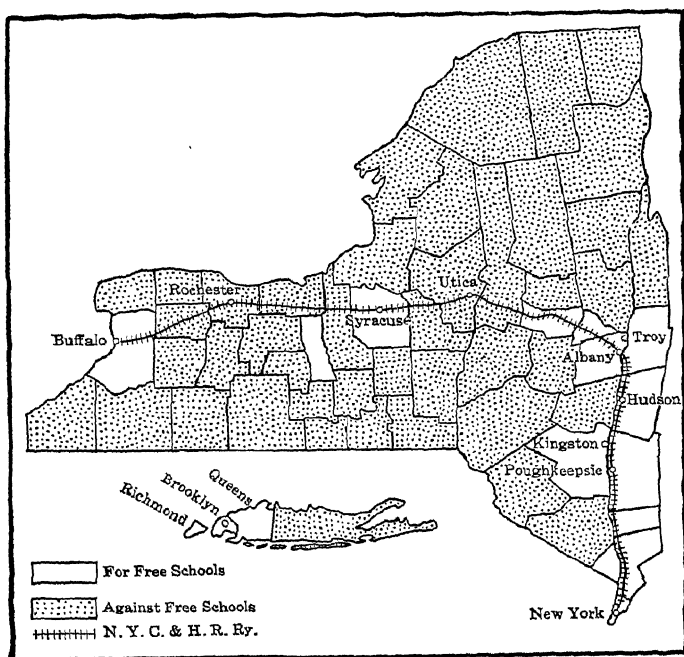 Rochester
Utica
Syracuse
Buffalo
Troy
Albany
Hudson
Kingston
Poughkeepsie
Queens
Brooklyn
Richmond
For Free Schools
Against Free Schools
N. Y. C. & H. R. Ry.
New York